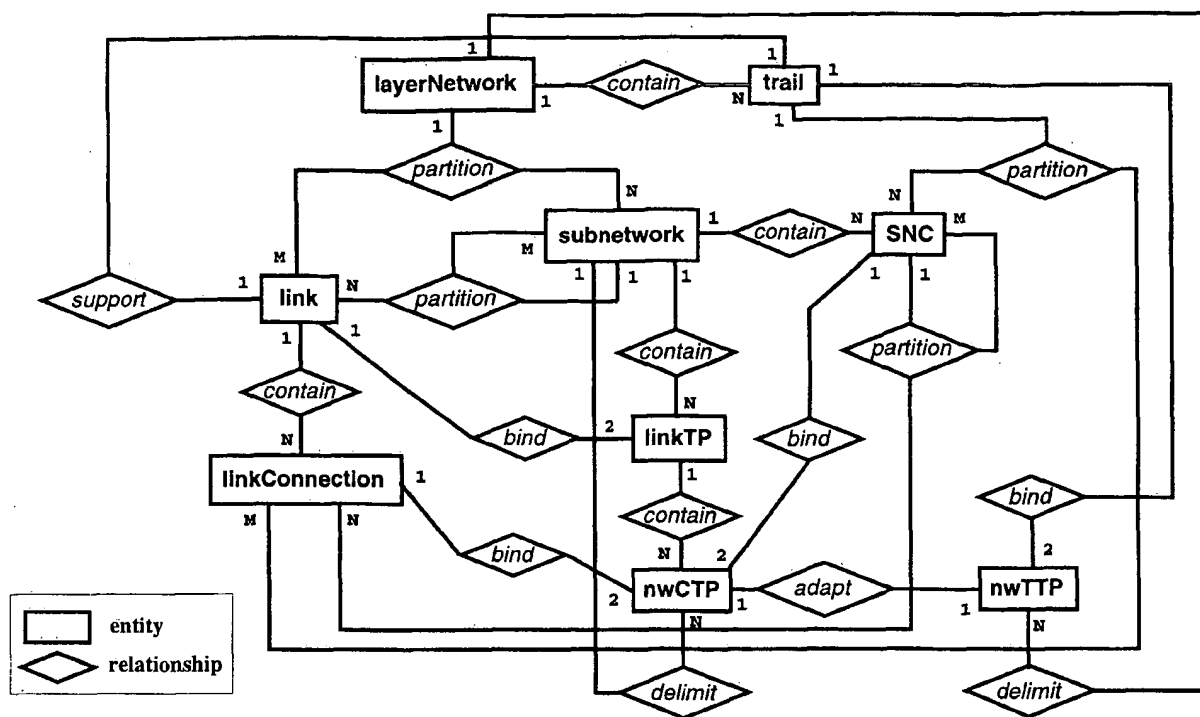 1 1 1
layerNetwork contain trail
1 N
1 1
partition partition
N N
M 1 N M
subnetwork contain SNC
M
1 N 1 1 1 1 1
support link partition
1 1
contain partition
contain
N
2
N bind linkTP bind
linkConnection 1 1
M N contain bind
bind N 2 2
2 nwCTP 1 adapt 1 nwTTP
N N
entity
relationship delimit delimit